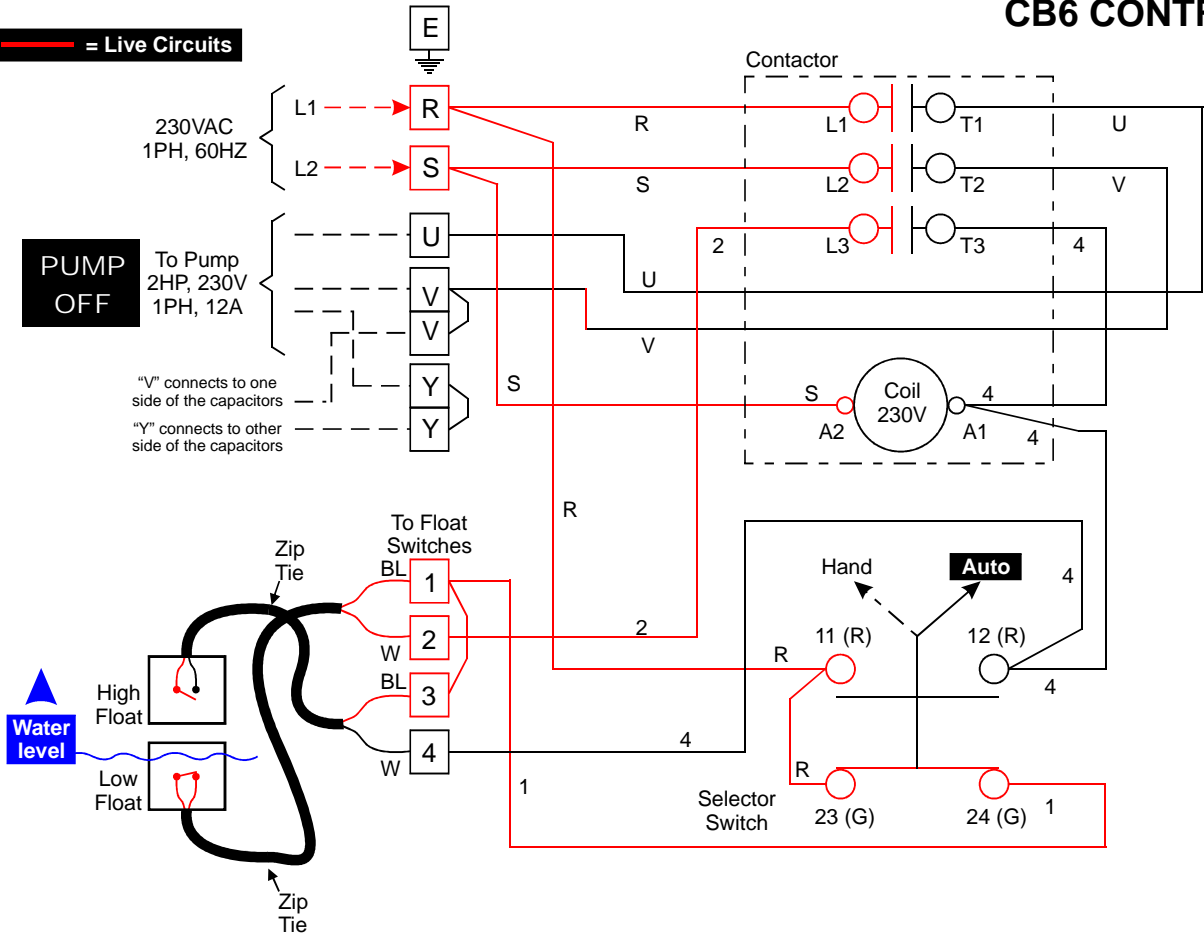 CB6 CONTR
= Live Circuits
E
Contactor
230VAC
1PH, 60HZ
L1
R
R
L1
T1
U
L2
S
S
L2
T2
V
PUMP
OFF
To Pump
2HP, 230V
1PH, 12A
U
2
L3
T3
4
V
U
V
V
"V" connects to one
side of the capacitors
Y
S
S
Coil
230V
4
A2
A1
4
"Y" connects to other
side of the capacitors
Y
R
To Float
Switches
Zip
Tie
BL
1
Hand
Auto
4
2
W
2
11 (R)
12 (R)
R
BL
3
4
High
Float
Water
level
4
W
4
Low
Float
1
R
Selector
Switch
23 (G)
24 (G)
1
Zip
Tie